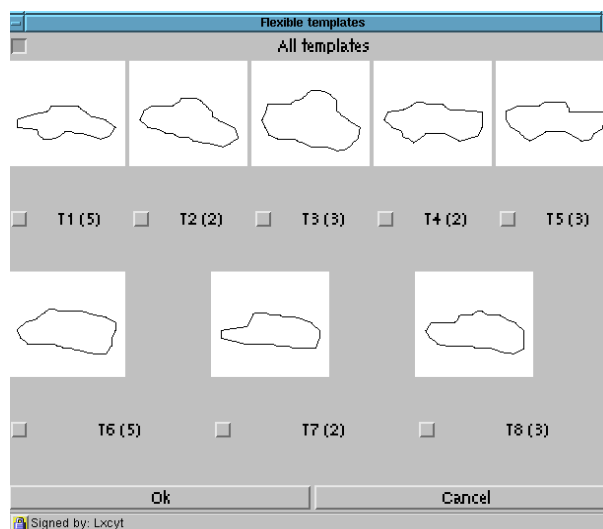 Flexible templates
All templates
T1 (5) T2 (2) T3 (3) T4 (2) T5 (3)
T6 (5) T7 (2) T8 (3)
Ok Cancel
Signed by: Lxcyt